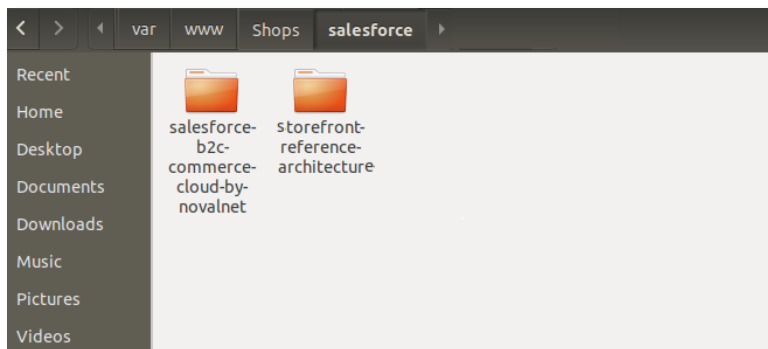 var www Shops salesforce
Recent
Home
Desktop
Documents
Downloads
Music
Pictures
Videos
salesforce-
b2c-
commerce-
cloud-by-
novalnet
storefront-
reference-
architecture